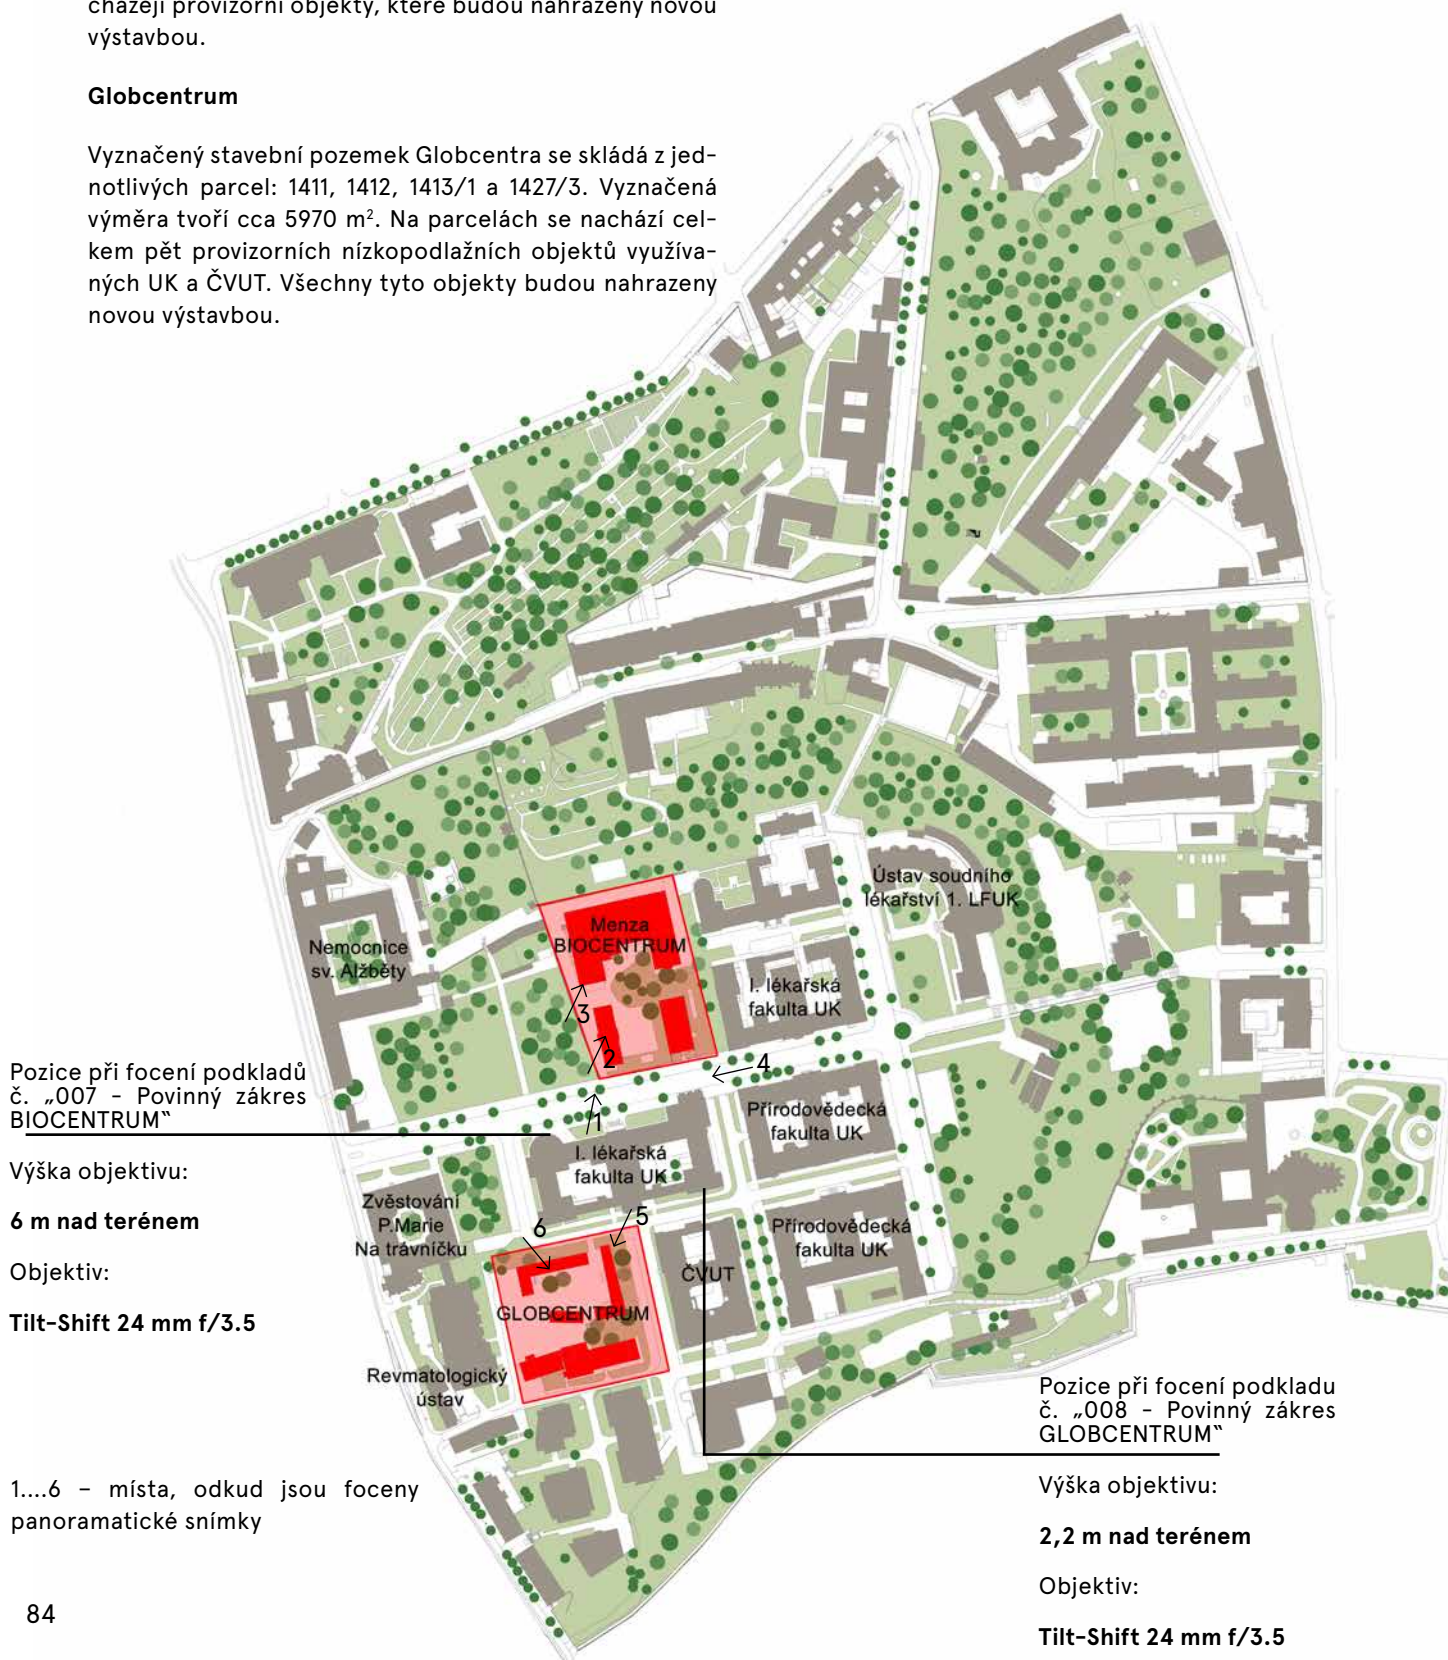 cházejí provizorní objekty, které budou nahrazeny novou
výstavbou.
Globcentrum
Vyznačený stavební pozemek Globcentra se skládá z jed-
notlivých parcel: 1411, 1412, 1413/1 a 1427/3. Vyznačená
výměra tvoří cca 5970 m². Na parcelách se nachází cel-
kem pět provizorních nízkopodlažních objektů využíva-
ných UK a ČVUT. Všechny tyto objekty budou nahrazeny
novou výstavbou.
Ústav soudního
lékařství 1. LFUK
Menza
BIOCENTRUM
Nemocnice
sv. Alžběty
I. lékařská
fakulta UK
3
2
4
1
Přírodovědecká
fakulta UK
I. lékařská
fakulta UK
Zvěstování
P.Marie
Na trávníčku
6
5
Přírodovědecká
fakulta UK
ČVUT
GLOBCENTRUM
Revmatologický
ústav
Pozice při focení podkladů
č. „007 - Povinný zákres
BIOCENTRUM“
Výška objektivu:
6 m nad terénem
Objektiv:
Tilt-Shift 24 mm f/3.5
Pozice při focení podkladu
č. „008 - Povinný zákres
GLOBCENTRUM“
Výška objektivu:
2,2 m nad terénem
Objektiv:
Tilt-Shift 24 mm f/3.5
1....6 – místa, odkud jsou foceny
panoramatické snímky
84